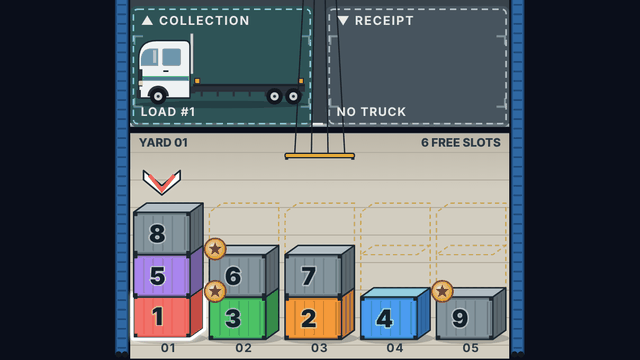 ▲ COLLECTION
▼ RECEIPT
LOAD #1
NO TRUCK
YARD 01
6 FREE SLOTS
8
5 6 7
1 3 2 4 9
01 02 03 04 05